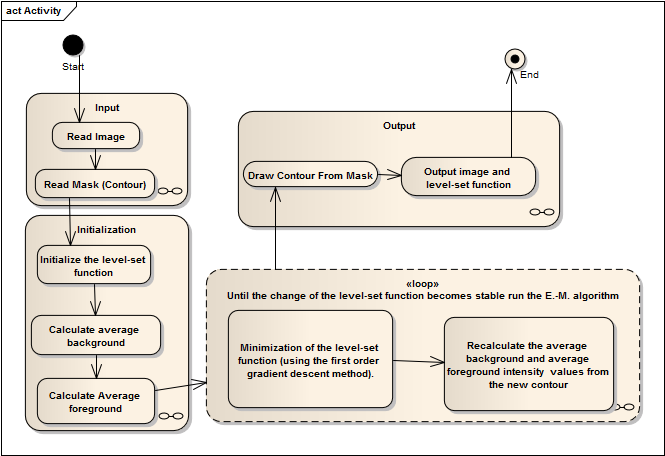 act Activity
Start
Input
Read Image
Read Mask (Contour)
Initialization
Initialize the level-set
function
Calculate average
background
Calculate Average
foreground
«loop»
Until the change of the level-set function becomes stable run the E.-M. algorithm
Minimization of the level-set
function (using the first order
gradient descent method).
Recalculate the average
background and average
foreground intensity values from
the new contour
Output
Draw Contour From Mask
Output image and
level-set function
End